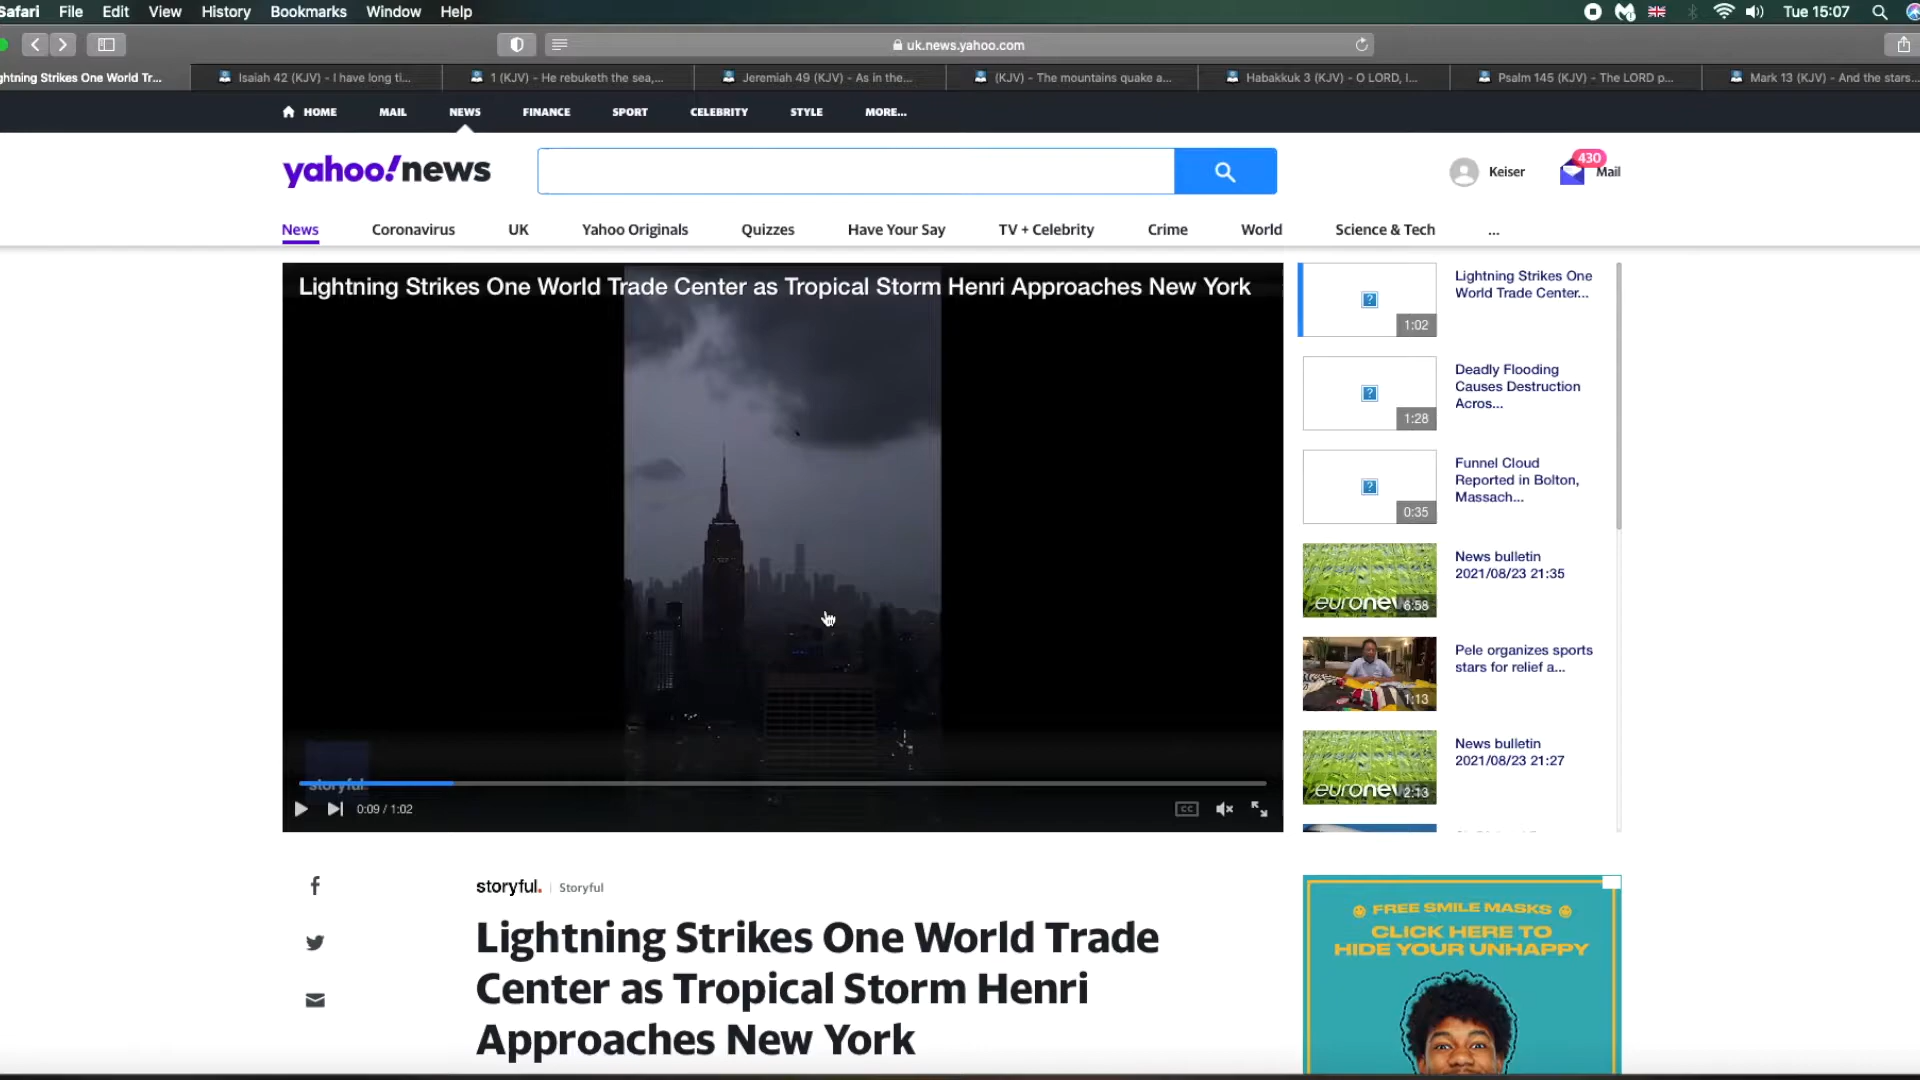 Safari File Edit View History Bookmarks Window Help Tue 15:07
uk.news.yahoo.com
ghtning Strikes One World Tr... Isaiah 42 (KJV) - I have long ti... 1 (KJV) - He rebuketh the sea,... Jeremiah 49 (KJV) - As in the... (KJV) - The mountains quake a... Habakkuk 3 (KJV) - O LORD, I... Psalm 145 (KJV) - The LORD p... Mark 13 (KJV) - And the stars...
HOME MAIL NEWS FINANCE SPORT CELEBRITY STYLE MORE...
yahoo!news
Keiser
430
Mail
News Coronavirus UK Yahoo Originals Quizzes Have Your Say TV + Celebrity Crime World Science & Tech ...
Lightning Strikes One World Trade Center as Tropical Storm Henri Approaches New York
storyful
0:09 / 1:02
CC
Lightning Strikes One
World Trade Center...
1:02
Deadly Flooding
Causes Destruction
Acros...
1:28
Funnel Cloud
Reported in Bolton,
Massach...
0:35
News bulletin
2021/08/23 21:35
euronews 6:58
Pele organizes sports
stars for relief a...
1:13
News bulletin
2021/08/23 21:27
euronews 2:13
storyful. | Storyful
Lightning Strikes One World Trade
Center as Tropical Storm Henri
Approaches New York
FREE SMILE MASKS
CLICK HERE TO
HIDE YOUR UNHAPPY